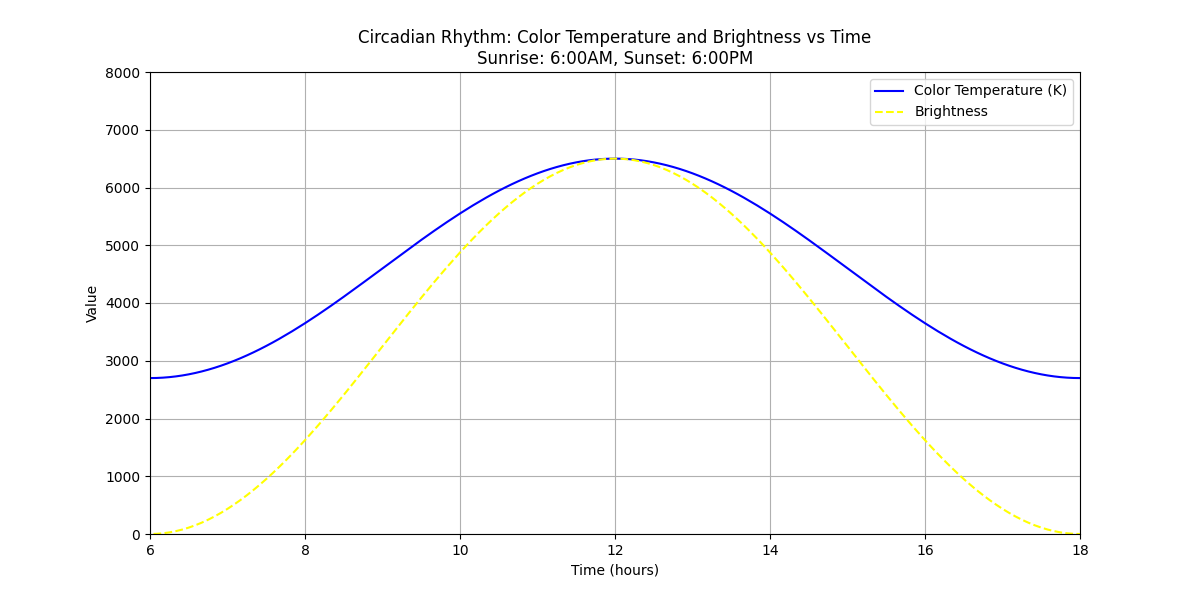 Circadian Rhythm: Color Temperature and Brightness vs Time
Sunrise: 6:00AM, Sunset: 6:00PM
Color Temperature (K)
Brightness
Value
8000
7000
6000
5000
4000
3000
2000
1000
0
6
8
10
12
14
16
18
Time (hours)